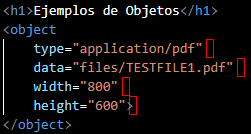 <h1>Ejemplos de Objetos</h1>
<object
type="application/pdf"
data="files/TESTFILE1.pdf"
width="800"
height="600">
</object>